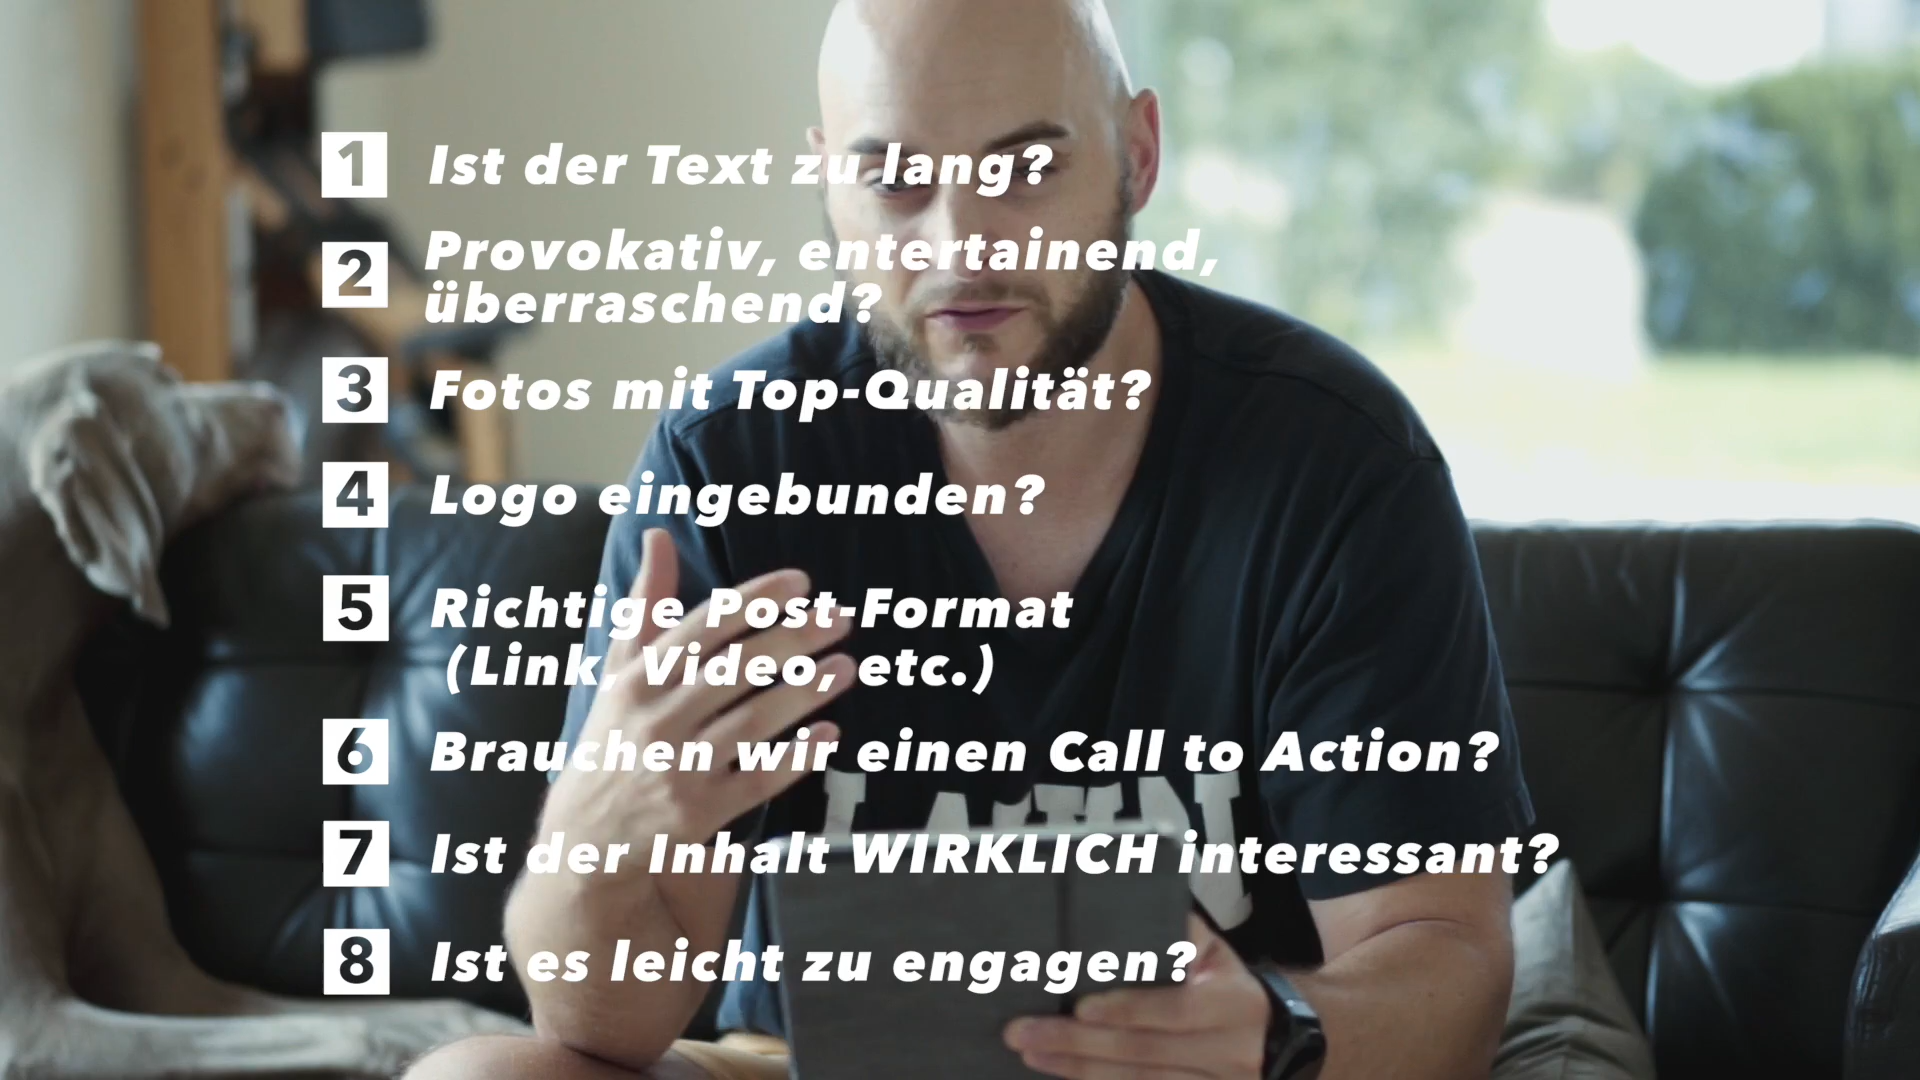 1 Ist der Text zu lang?
2 Provokativ, entertainend,
überraschend?
3 Fotos mit Top-Qualität?
4 Logo eingebunden?
5 Richtige Post-Format
(Link, Video, etc.)
6 Brauchen wir einen Call to Action?
7 Ist der Inhalt WIRKLICH interessant?
8 Ist es leicht zu engagen?